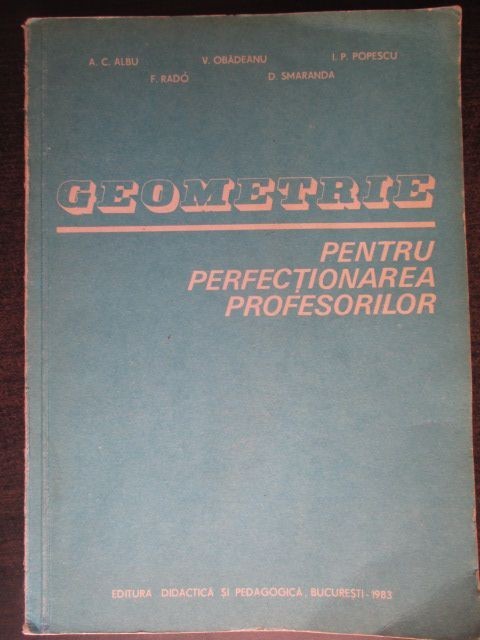 A. C. ALBU V. OBĂDEANU I. P. POPESCU
F. RADÓ D. SMARANDA
GEOMETRIE
PENTRU
PERFECȚIONAREA
PROFESORILOR
EDITURA DIDACTICĂ ȘI PEDAGOGICĂ, BUCUREȘTI - 1983